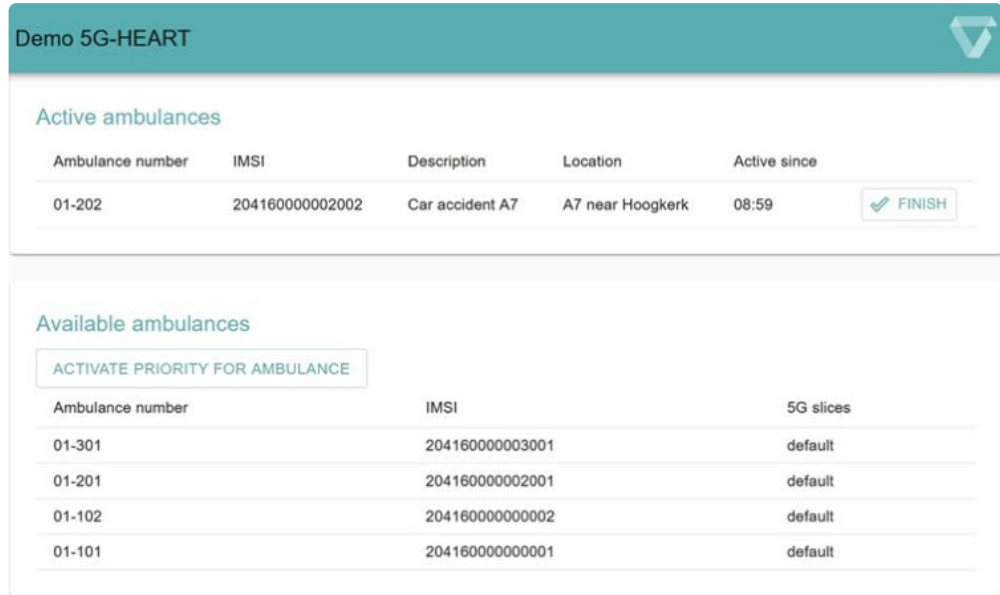 Demo 5G-HEART
Active ambulances
Ambulance number IMSI Description Location Active since
01-202 204160000002002 Car accident A7 A7 near Hoogkerk 08:59 FINISH
Available ambulances
ACTIVATE PRIORITY FOR AMBULANCE
Ambulance number IMSI 5G slices
01-301 204160000003001 default
01-201 204160000002001 default
01-102 204160000000002 default
01-101 204160000000001 default